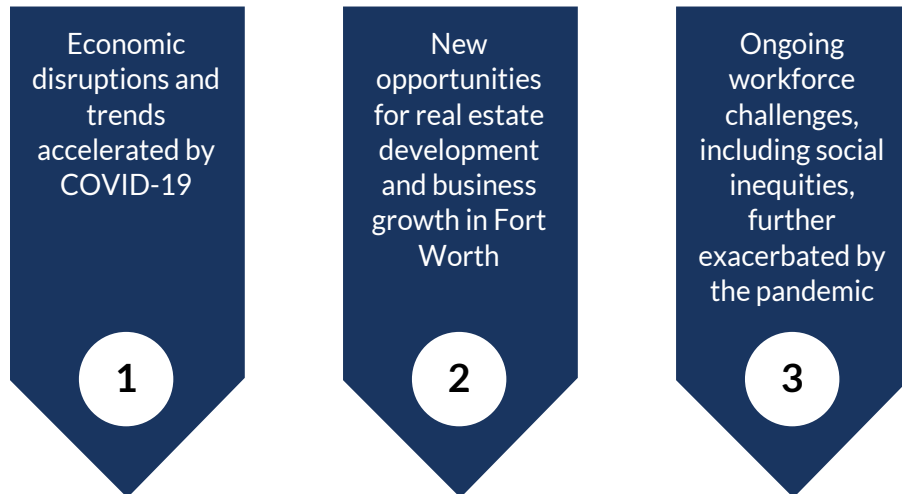 Economic
disruptions and
trends
accelerated by
COVID-19
1
New
opportunities
for real estate
development
and business
growth in Fort
Worth
2
Ongoing
workforce
challenges,
including social
inequities,
further
exacerbated by
the pandemic
3